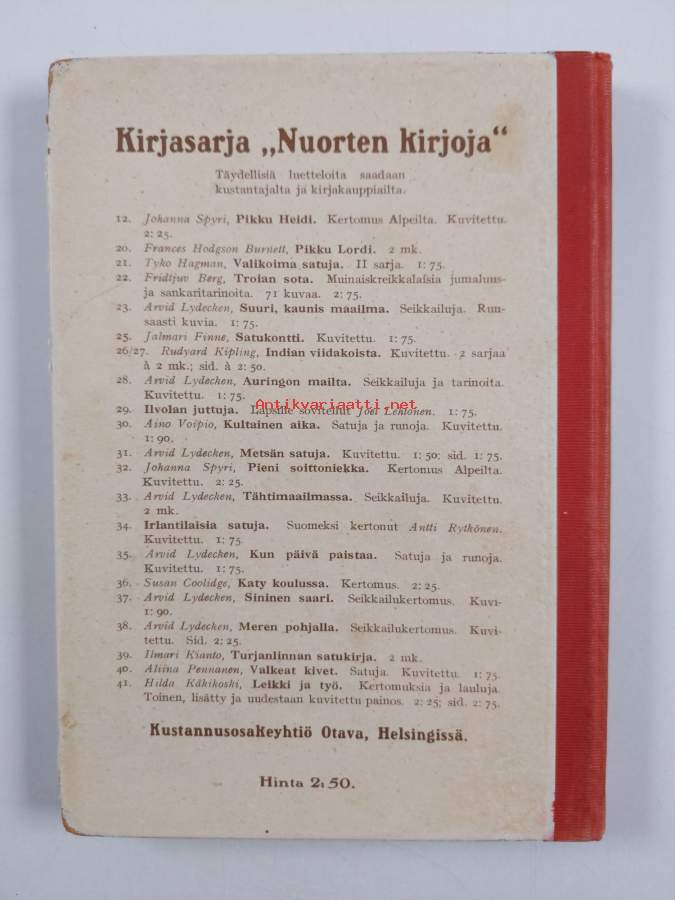 Kirjasarja „Nuorten kirjoja“
Täydellisiä luetteloita saadaan
kustantajalta ja kirjakauppiailta.
12. Johanna Spyri, Pikku Heidi. Kertomus Alpeilta. Kuvitettu.
2: 25.
20. Frances Hodgson Burnett, Pikku Lordi. 2 mk.
21. Tyko Hagman, Valikoima satuja. II sarja. 1: 75.
22. Fridtjuv Berg, Troian sota. Muinaiskreikkalaisia jumaluus-
ja sankaritarinoita. 71 kuvaa. 2: 75.
23. Arvid Lydecken, Suuri, kaunis maailma. Seikkailuja. Run-
saasti kuvia. 1: 75.
25. Jalmari Finne, Satukontti. Kuvitettu. 1: 75.
26/27. Rudyard Kipling, Indian viidakoista. Kuvitettu. 2 sarjaa
à 2 mk.; sid. à 2: 50.
28. Arvid Lydecken, Auringon mailta. Seikkailuja ja tarinoita.
Kuvitettu. 1: 75.
Antikvariaatti.net
29. Ilvolan juttuja. Lapsille sovitellut Joel Lehtonen. 1: 75.
30. Aino Voipio, Kultainen aika. Satuja ja runoja. Kuvitettu.
1: 90.
31. Arvid Lydecken, Metsän satuja. Kuvitettu. 1: 50; sid. 1: 75.
32. Johanna Spyri, Pieni soittoniekka. Kertomus Alpeilta.
Kuvitettu. 2: 25.
33. Arvid Lydecken, Tähtimaailmassa. Seikkailuja. Kuvitettu.
2 mk.
34. Irlantilaisia satuja. Suomeksi kertonut Antti Rytkönen.
Kuvitettu. 1: 75.
35. Arvid Lydecken, Kun päivä paistaa. Satuja ja runoja.
Kuvitettu. 1: 75.
36. Susan Coolidge, Katy koulussa. Kertomus. 2: 25.
37. Arvid Lydecken, Sininen saari. Seikkailukertomus. Kuvi-
1: 90.
38. Arvid Lydecken, Meren pohjalla. Seikkailukertomus. Kuvi-
tettu. Sid. 2: 25.
39. Ilmari Kianto, Turjanlinnan satukirja. 2 mk.
40. Aliina Pennanen, Valkeat kivet. Satuja. Kuvitettu. 1: 75.
41. Hilda Käkikoski, Leikki ja työ. Kertomuksia ja lauluja.
Toinen, lisätty ja uudestaan kuvitettu painos. 2: 25; sid. 2: 75.
Kustannusosakeyhtiö Otava, Helsingissä.
Hinta 2: 50.